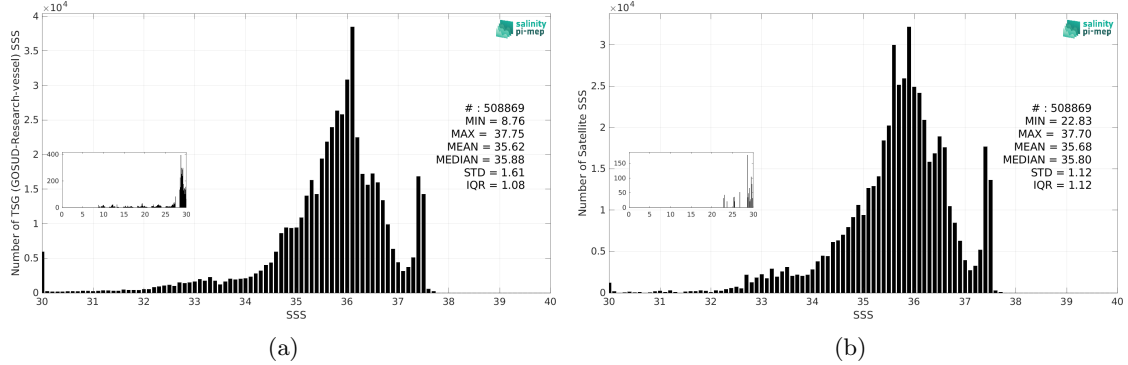 ×10⁴
4
3.5
3
2.5
2
1.5
1
0.5
0
Number of TSG (GOSUD-Research-vessel) SSS
salinity
pi-mep
# : 508869
MIN = 8.76
MAX = 37.75
MEAN = 35.62
MEDIAN = 35.88
STD = 1.61
IQR = 1.08
400
200
0
0 5 10 15 20 25 30
30 31 32 33 34 35 36 37 38 39 40
SSS
(a)
×10⁴
3
2.5
2
1.5
1
0.5
0
Number of Satellite SSS
salinity
pi-mep
# : 508869
MIN = 22.83
MAX = 37.70
MEAN = 35.68
MEDIAN = 35.80
STD = 1.12
IQR = 1.12
150
100
50
0
0 5 10 15 20 25 30
30 31 32 33 34 35 36 37 38 39 40
SSS
(b)